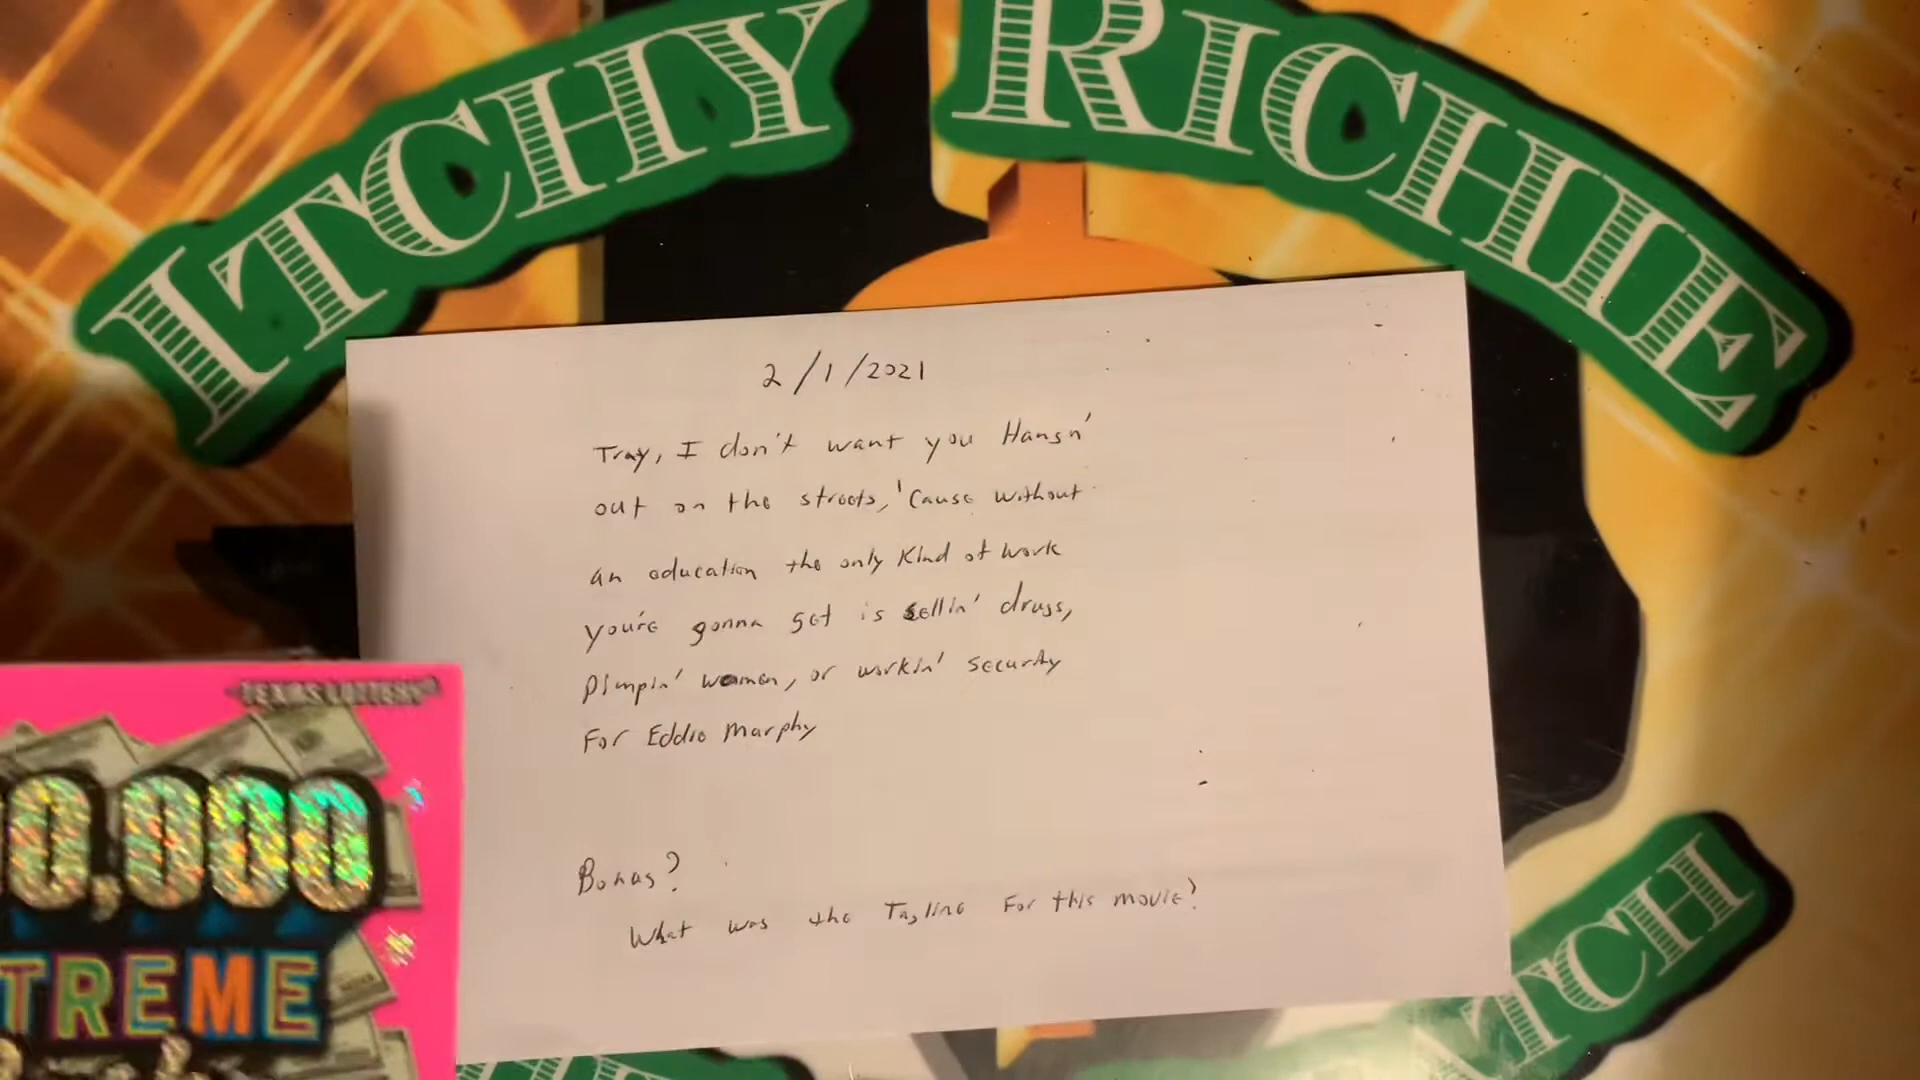 ITCHY RICHIE
2/1/2021
Tray, I don't want you Hangn'
out on the streets, 'Cause without
an education the only Kind of work
you're gonna get is sellin' drugs,
Pimpin' women, or workin' security
For Eddie Murphy
Bonus?
What was the Tagline For this movie?
TEXAS LOTTERY
0,000
TREME
TCH